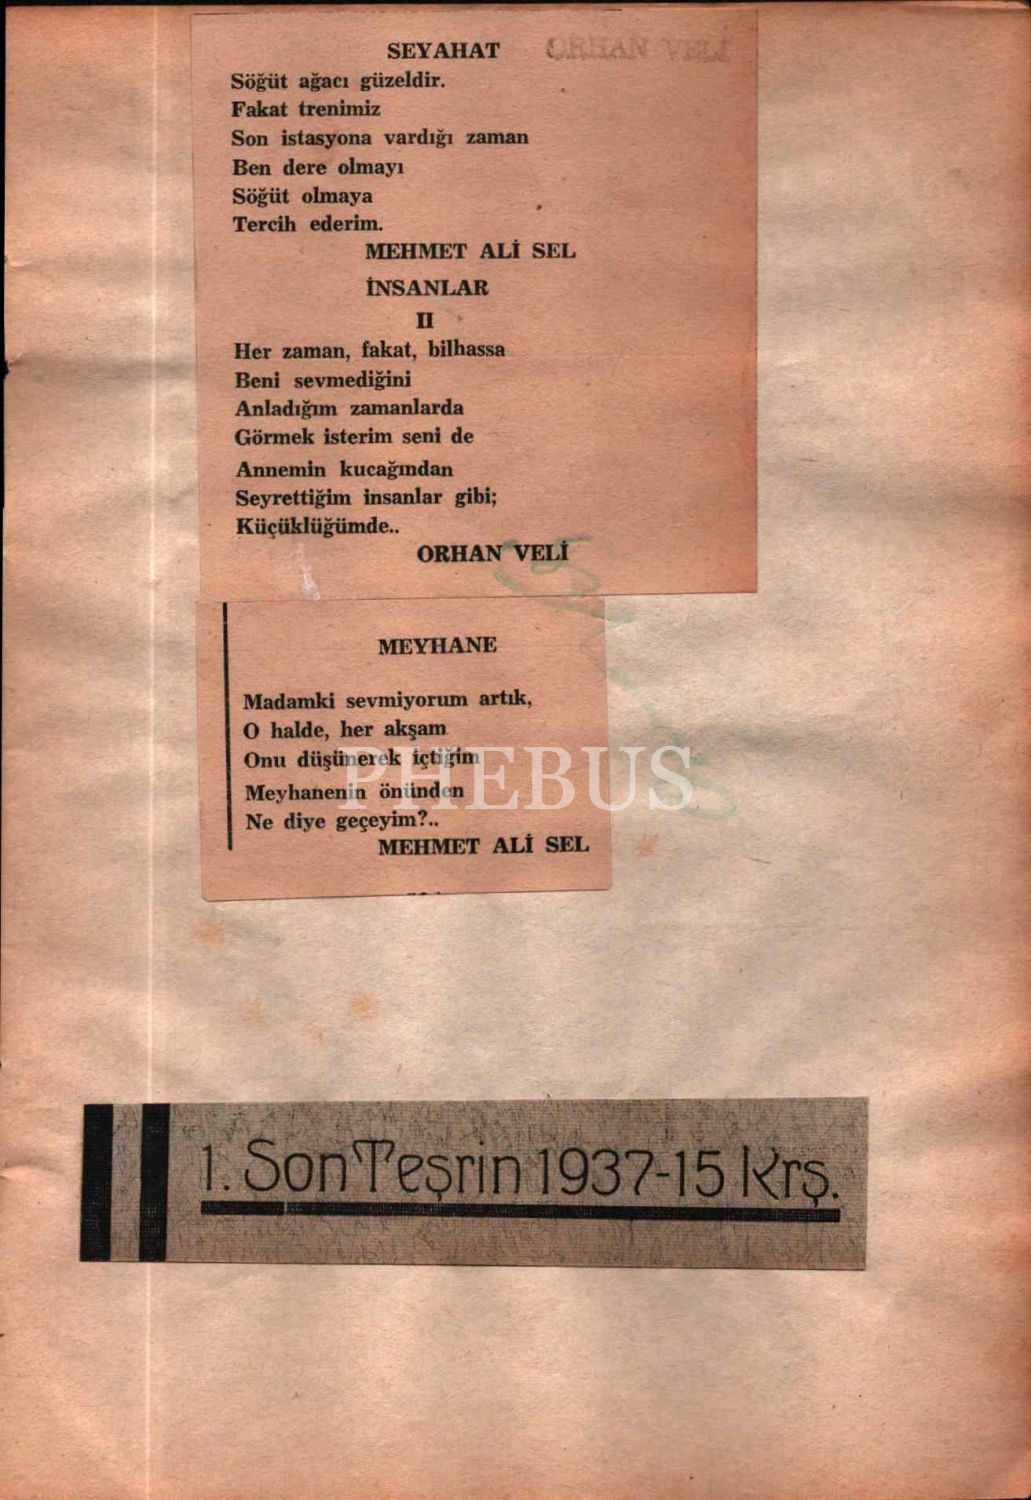 SEYAHAT
ORHAN VELİ
Söğüt ağacı güzeldir.
Fakat trenimiz
Son istasyona vardığı zaman
Ben dere olmayı
Söğüt olmaya
Tercih ederim.
MEHMET ALİ SEL
İNSANLAR
II
Her zaman, fakat, bilhassa
Beni sevmediğini
Anladığım zamanlarda
Görmek isterim seni de
Annemin kucağından
Seyrettiğim insanlar gibi;
Küçüklüğümde..
ORHAN VELİ
MEYHANE
Madamki sevmiyorum artık,
O halde, her akşam
Onu düşünerek içtiğim
Meyhanenin önünden
Ne diye geçeyim?..
MEHMET ALİ SEL
PHEBUS
1. Son Teşrin 1937-15 Krş.